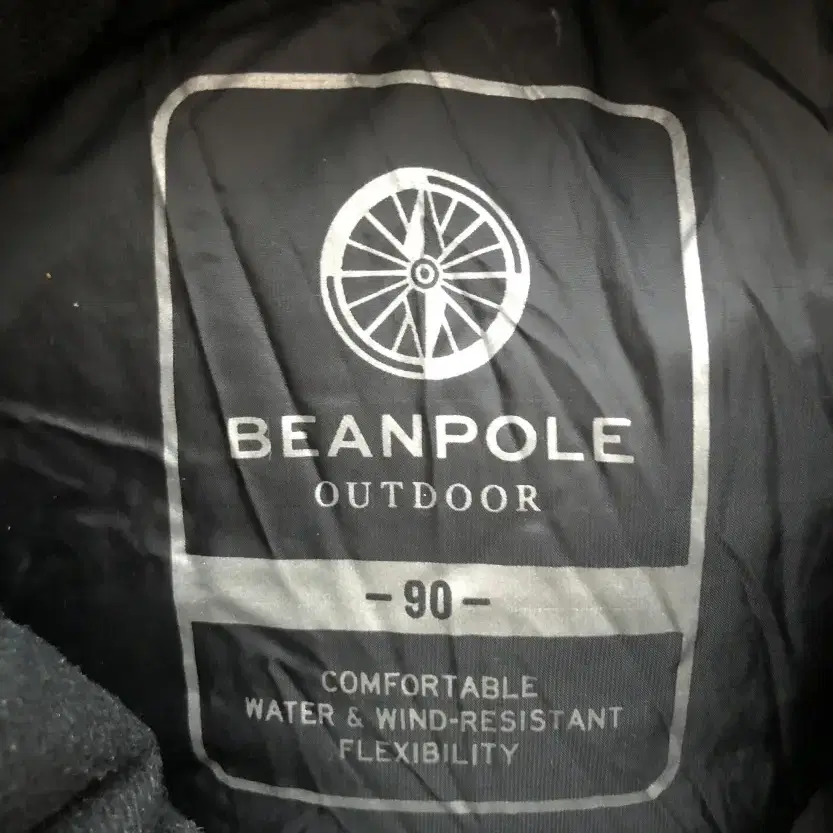 BEANPOLE
OUTDOOR
- 90 -
COMFORTABLE
WATER & WIND-RESISTANT
FLEXIBILITY